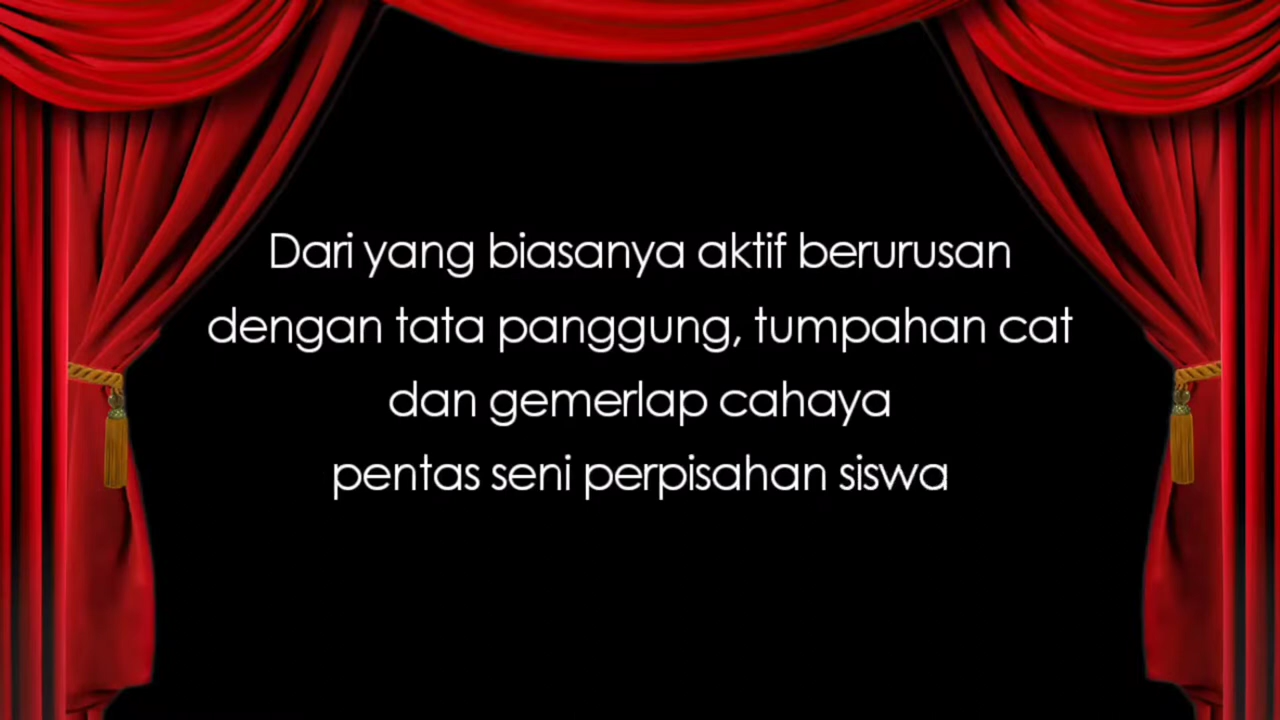 Dari yang biasanya aktif berurusan
dengan tata panggung, tumpahan cat
dan gemerlap cahaya
pentas seni perpisahan siswa